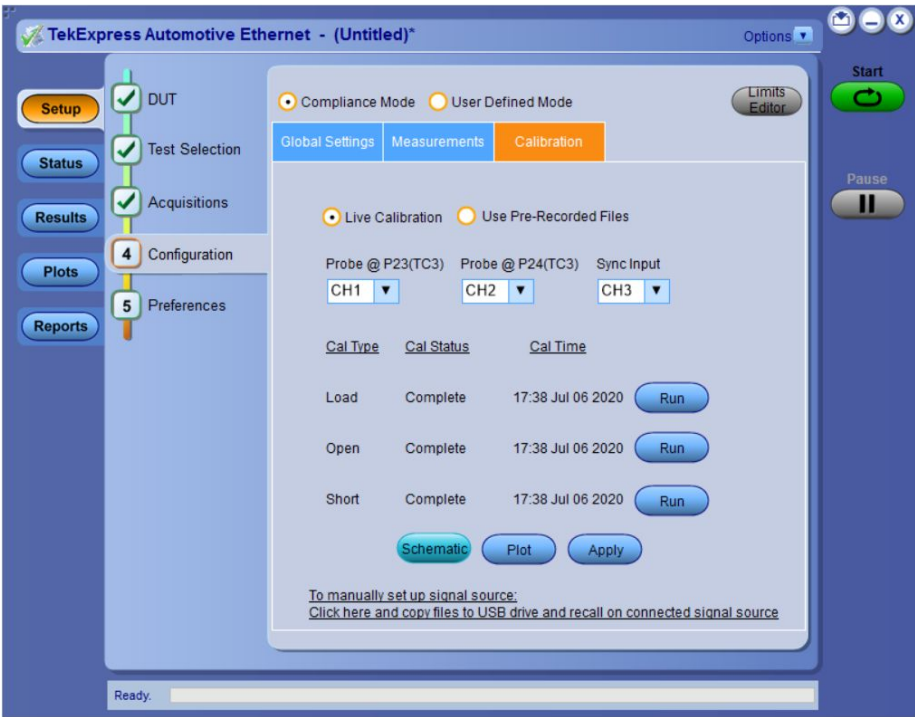 TekExpress Automotive Ethernet - (Untitled)*
Options
Start
Pause
Setup
Status
Results
Plots
Reports
DUT
Test Selection
Acquisitions
4 Configuration
5 Preferences
Compliance Mode User Defined Mode
Limits
Editor
Global Settings Measurements Calibration
Live Calibration Use Pre-Recorded Files
Probe @ P23(TC3) Probe @ P24(TC3) Sync Input
CH1 CH2 CH3
Cal Type Cal Status Cal Time
Load Complete 17:38 Jul 06 2020 Run
Open Complete 17:38 Jul 06 2020 Run
Short Complete 17:38 Jul 06 2020 Run
Schematic Plot Apply
To manually set up signal source:
Click here and copy files to USB drive and recall on connected signal source
Ready.